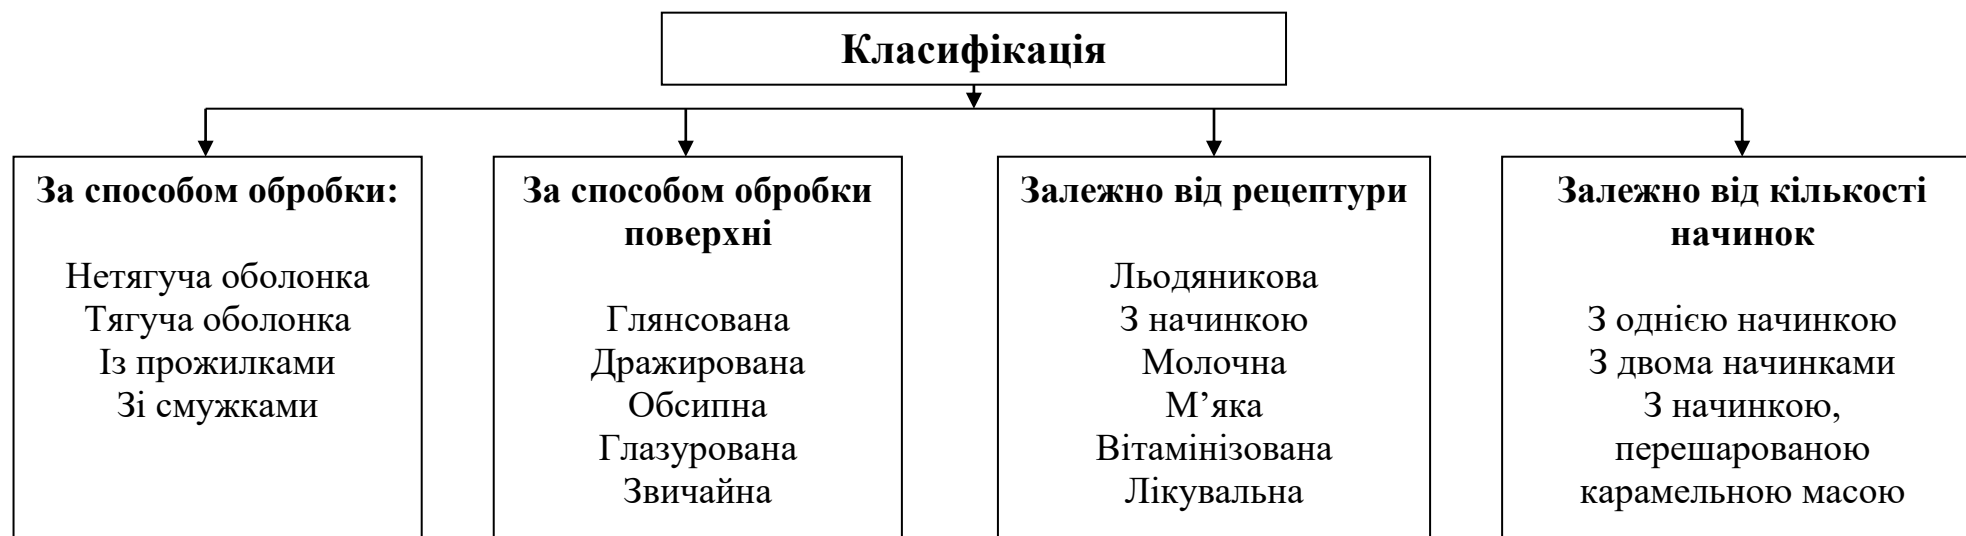 Класифікація
За способом обробки:
Нетягуча оболонка
Тягуча оболонка
Із прожилками
Зі смужками
За способом обробки
поверхні
Глянсована
Дражирована
Обсипна
Глазурована
Звичайна
Залежно від рецептури
Льодяникова
З начинкою
Молочна
М’яка
Вітамінізована
Лікувальна
Залежно від кількості
начинок
З однією начинкою
З двома начинками
З начинкою,
перешарованою
карамельною масою